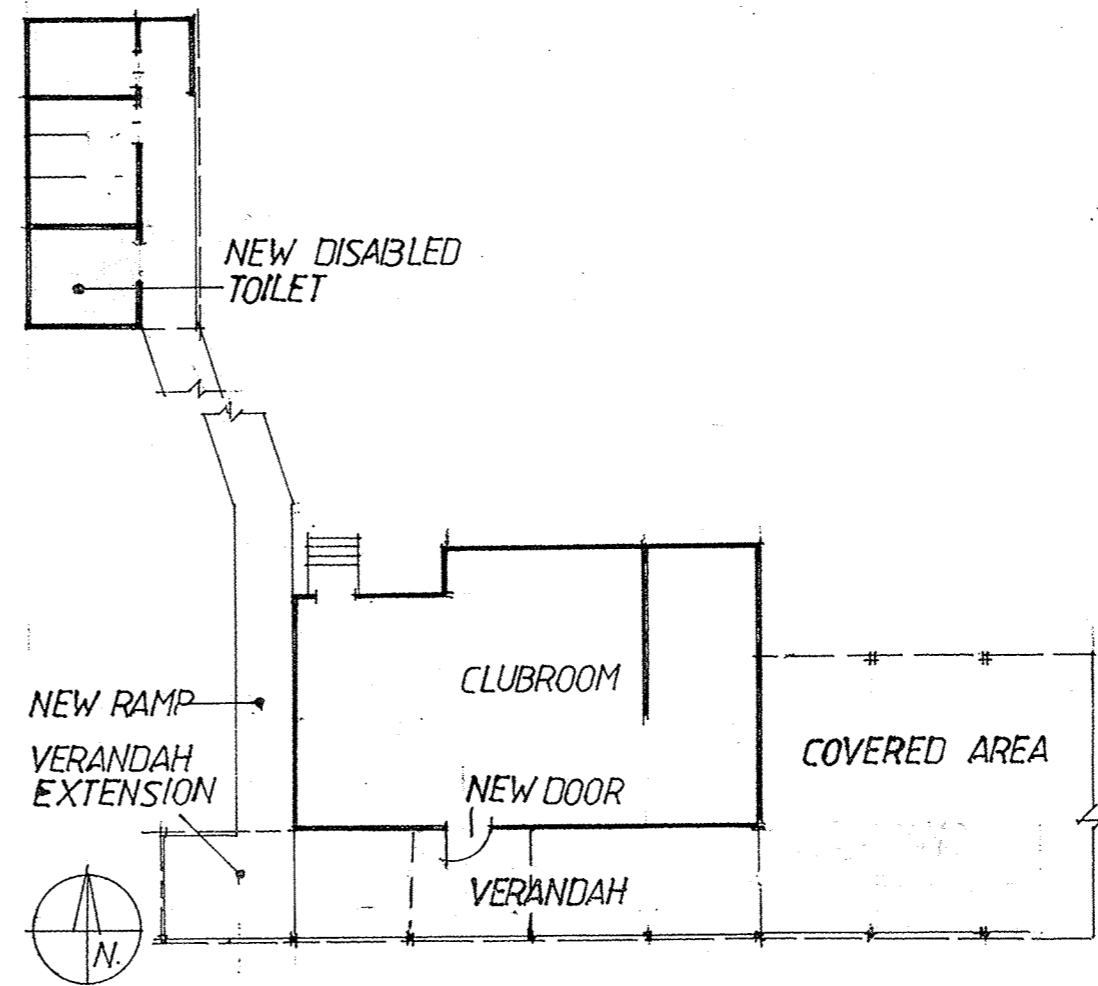 NEW DISABLED
TOILET
CLUBROOM
NEW RAMP
COVERED AREA
VERANDAH
EXTENSION
NEW DOOR
VERANDAH
N.